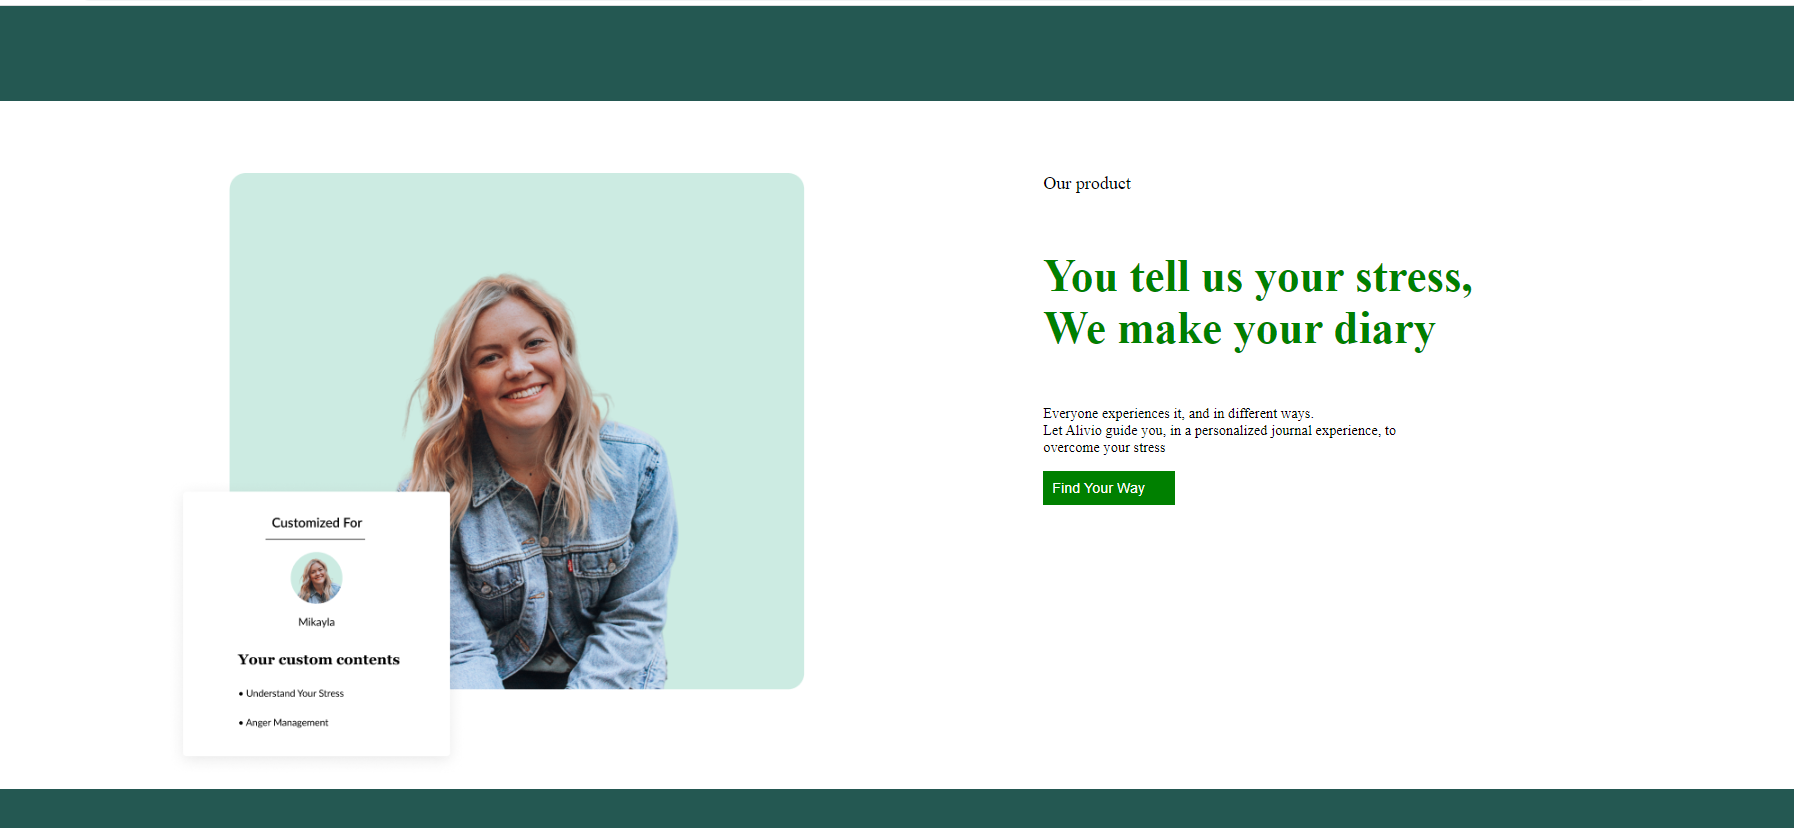 Our product
You tell us your stress,
We make your diary
Everyone experiences it, and in different ways.
Let Alivio guide you, in a personalized journal experience, to
overcome your stress
Find Your Way
Customized For
Mikayla
Your custom contents
• Understand Your Stress
• Anger Management